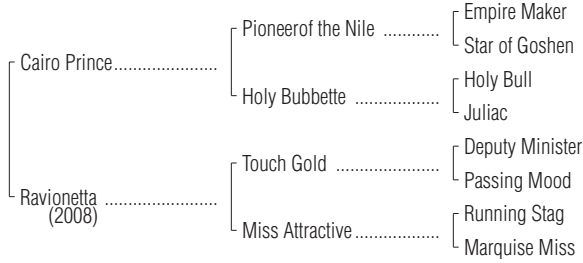 Empire Maker
Pioneerof the Nile ............
Star of Goshen
Cairo Prince......................
Holy Bull
Holy Bubbette ..................
Juliac
Deputy Minister
Touch Gold ......................
Passing Mood
Ravionetta ........................
(2008)
Running Stag
Miss Attractive..................
Marquise Miss